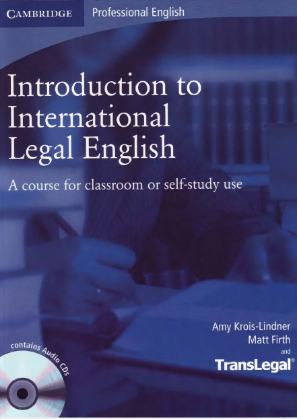 CAMBRIDGE Professional English
Introduction to
International
Legal English
A course for classroom or self-study use
Amy Krois-Lindner
Matt Firth
and
TransLegal®
contains Audio CDs